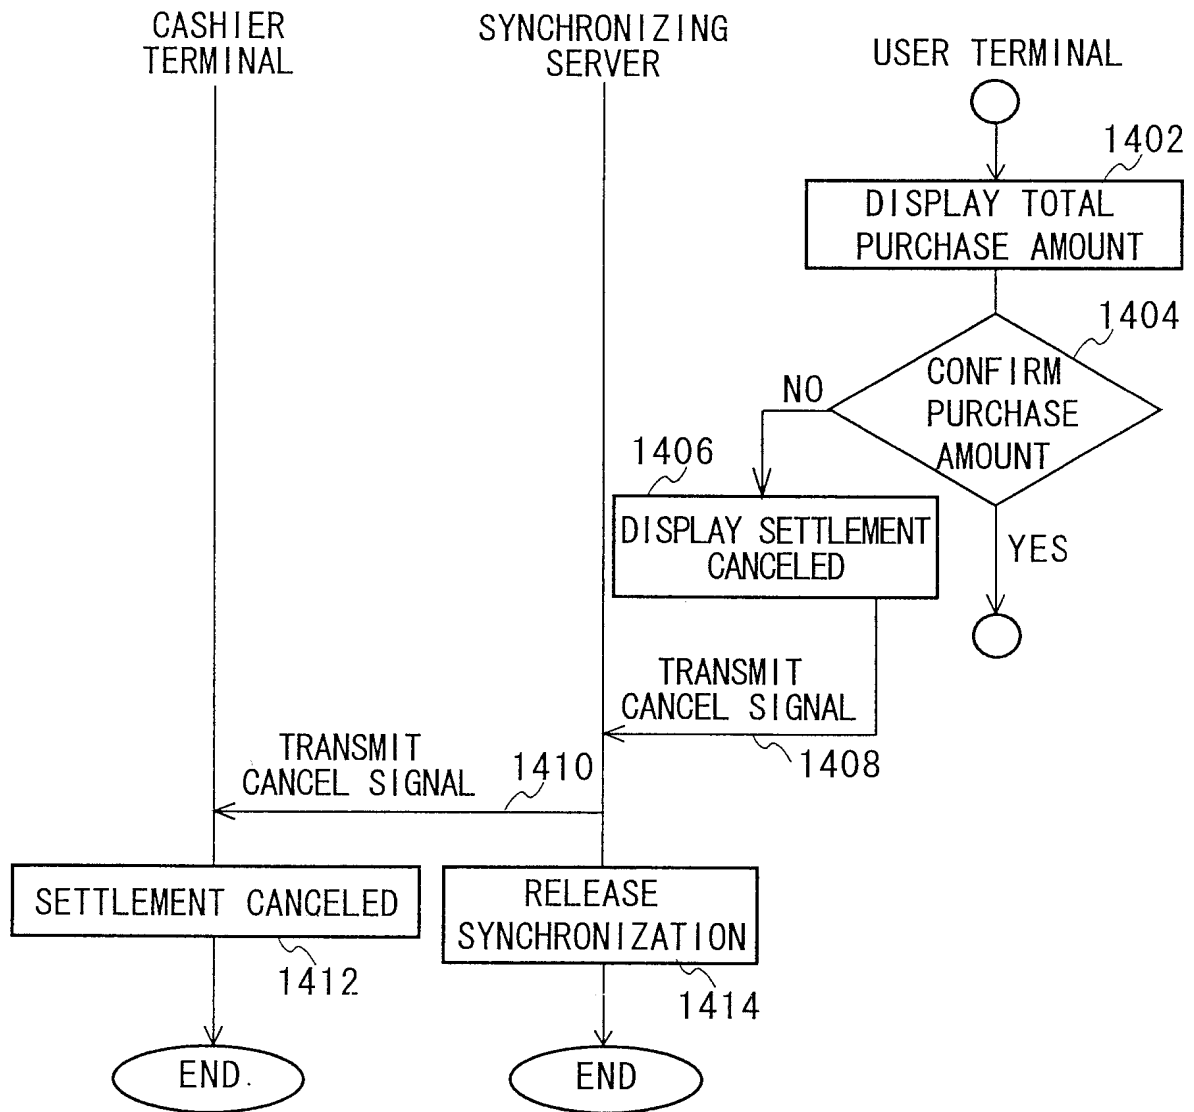 CASHIER
TERMINAL
SYNCHRONIZING
SERVER
USER TERMINAL
1402
DISPLAY TOTAL
PURCHASE AMOUNT
1404
CONFIRM
PURCHASE
AMOUNT
NO
YES
1406
DISPLAY SETTLEMENT
CANCELED
TRANSMIT
CANCEL SIGNAL
1408
TRANSMIT
CANCEL SIGNAL
1410
SETTLEMENT CANCELED
1412
RELEASE
SYNCHRONIZATION
1414
END.
END